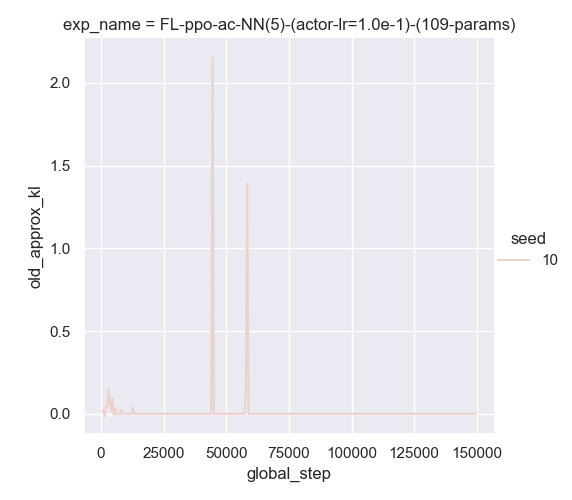 exp_name = FL-ppo-ac-NN(5)-(actor-lr=1.0e-1)-(109-params)
2.0
1.5
1.0
0.5
0.0
old_approx_kl
0 25000 50000 75000 100000 125000 150000
global_step
seed
10